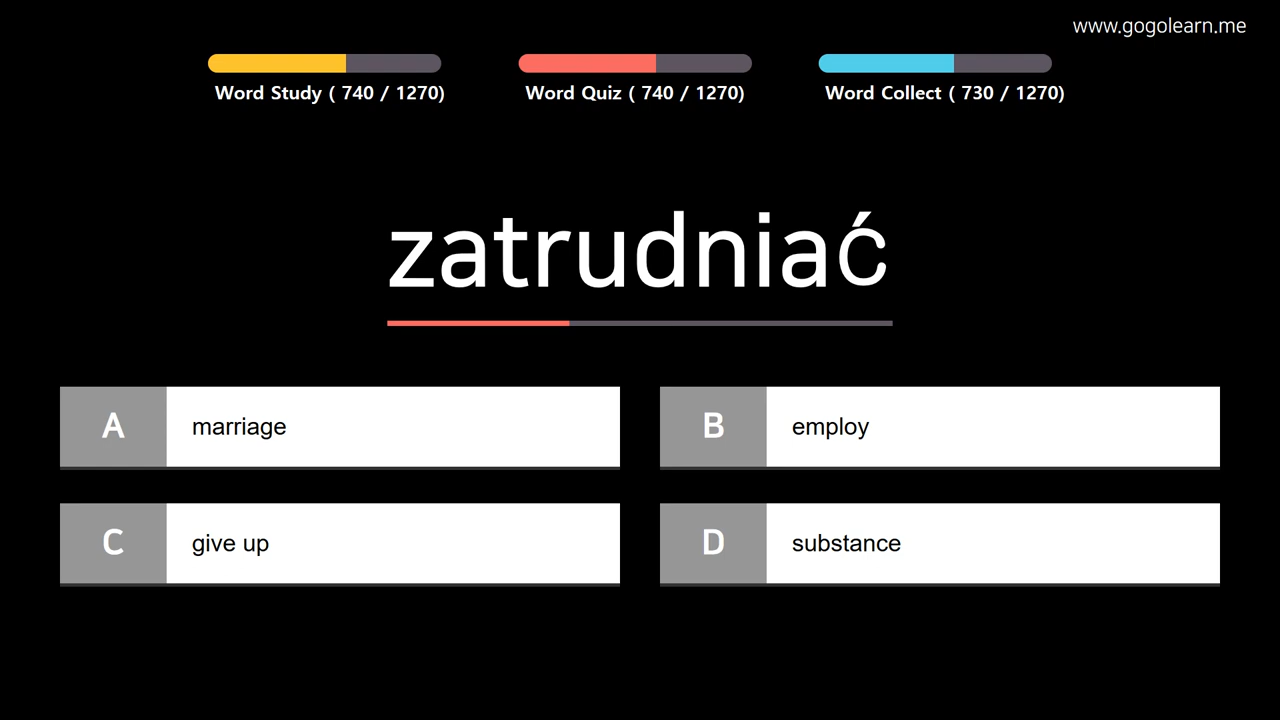 www.gogolearn.me
Word Study ( 740 / 1270)
Word Quiz ( 740 / 1270)
Word Collect ( 730 / 1270)
zatrudniać
A marriage
B employ
C give up
D substance